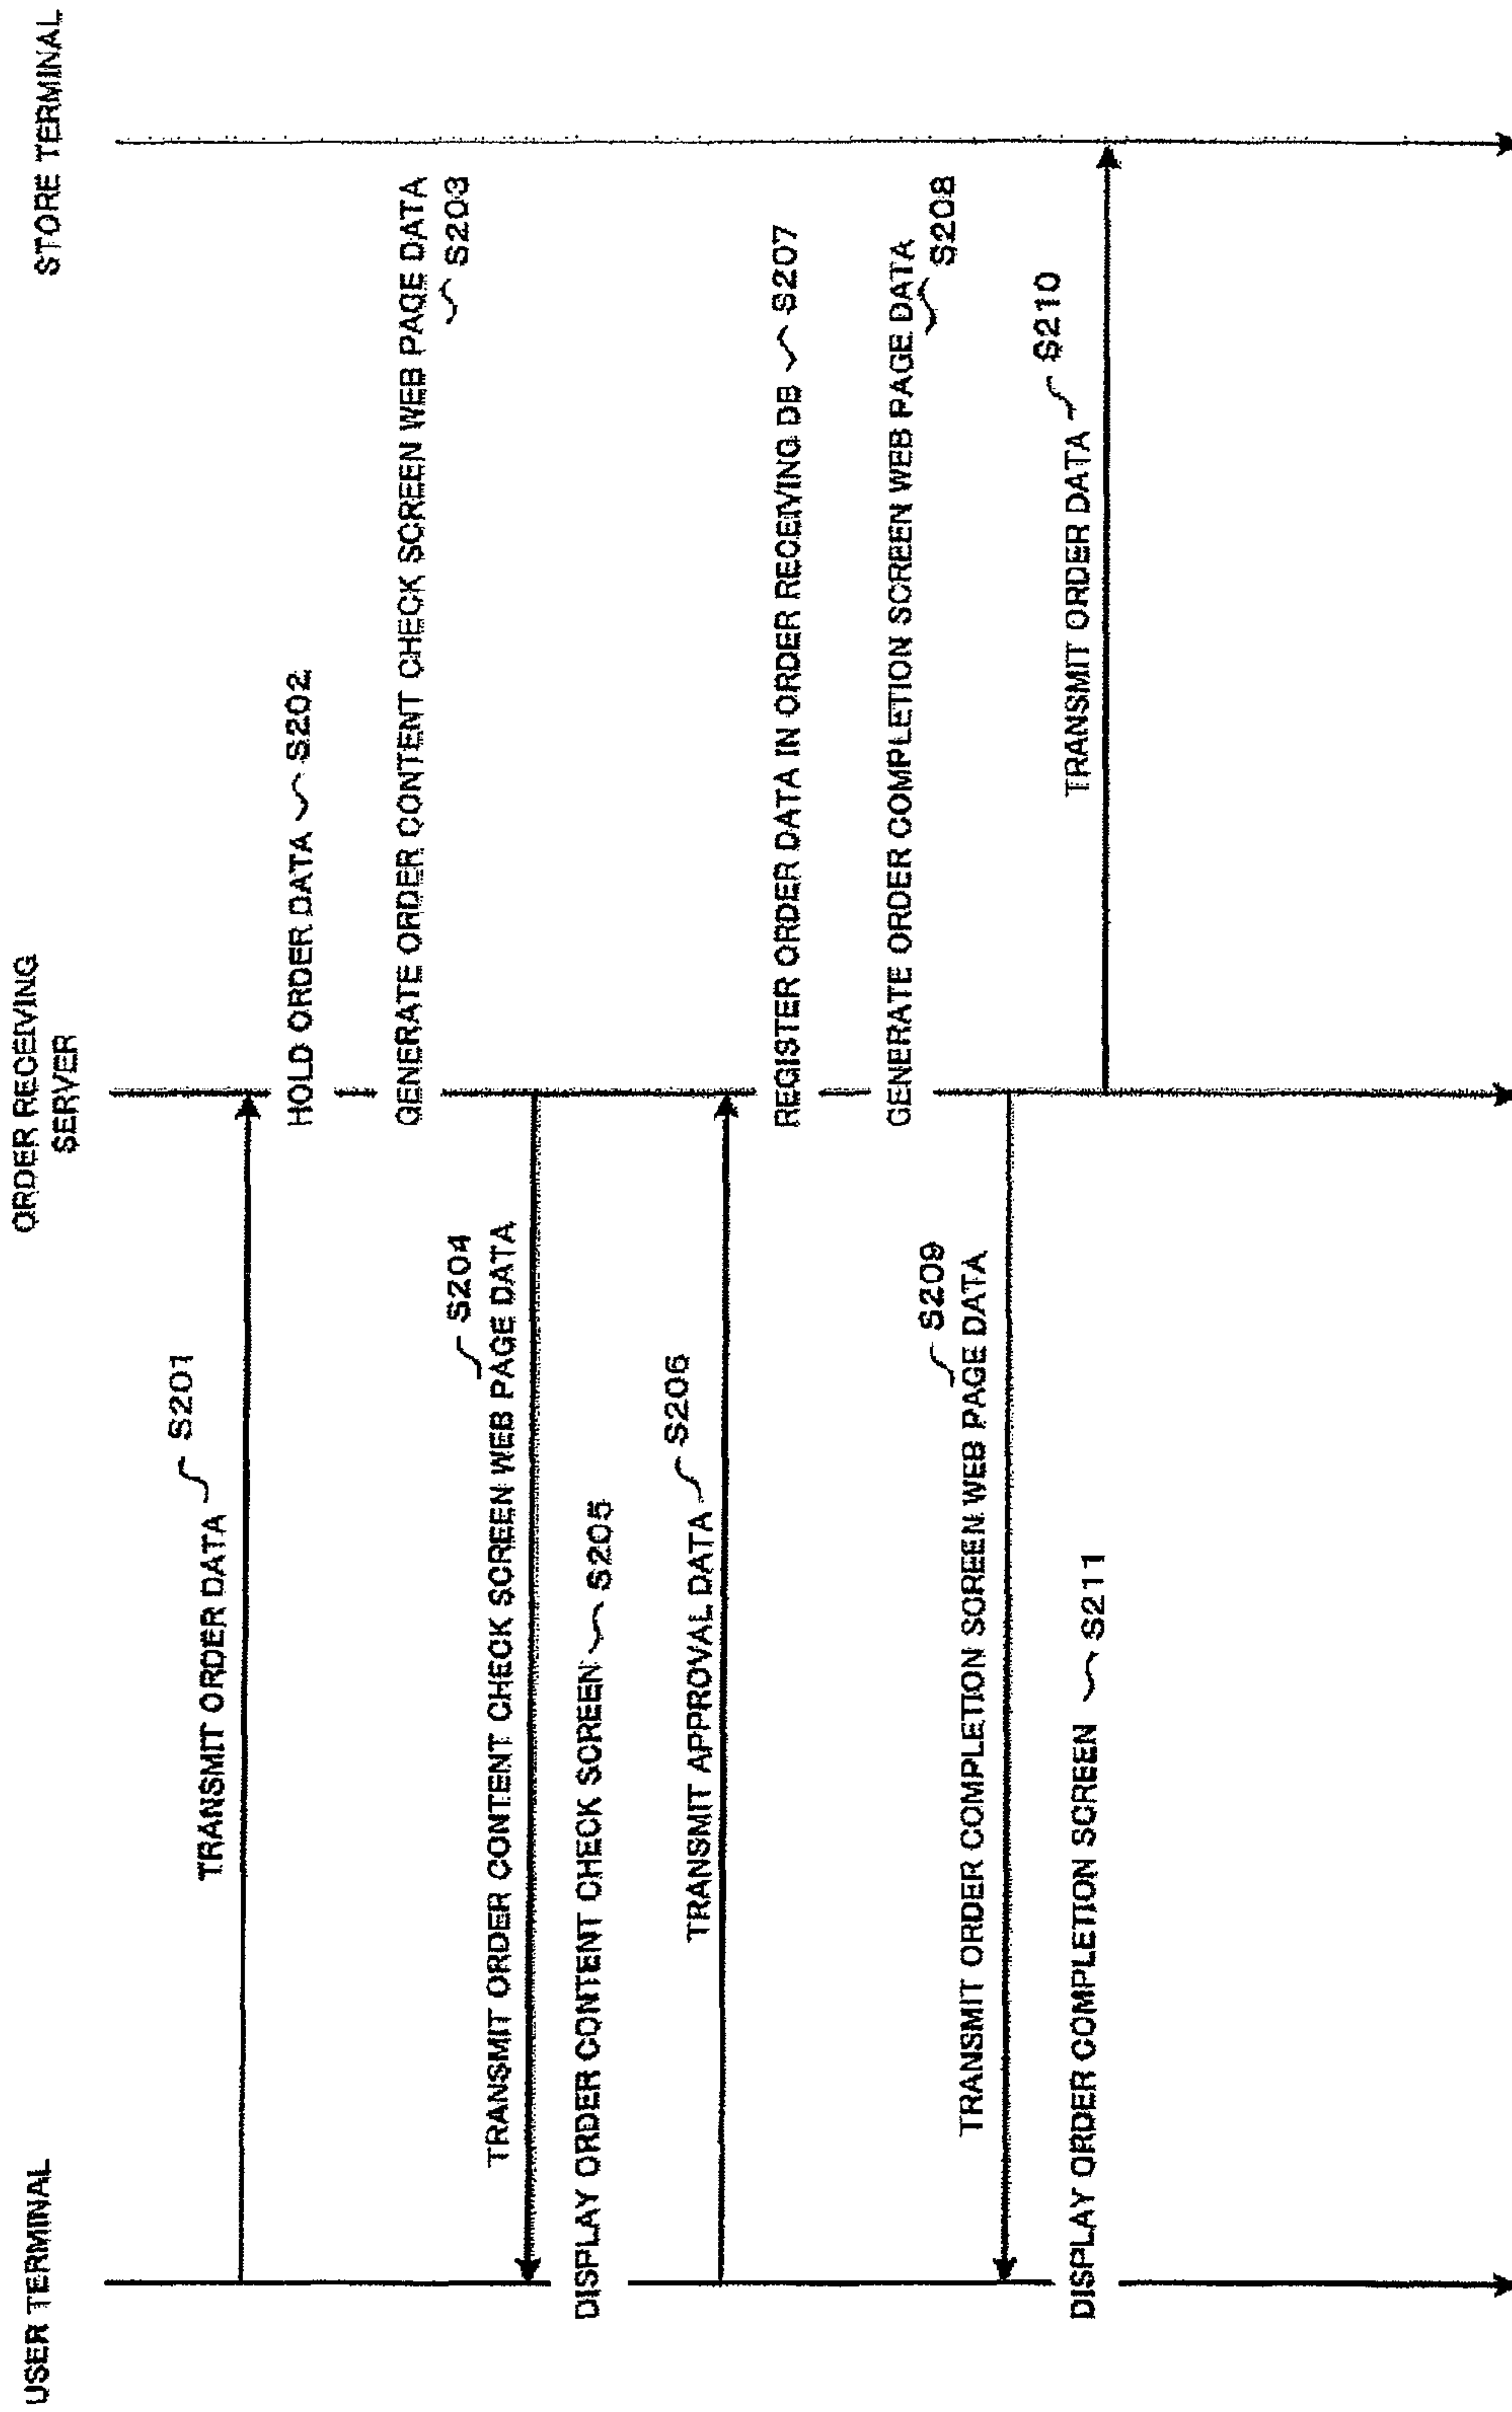 USER TERMINAL
ORDER RECEIVING
SERVER
STORE TERMINAL
TRANSMIT ORDER DATA
S201
HOLD ORDER DATA
S202
GENERATE ORDER CONTENT CHECK SCREEN WEB PAGE DATA
S203
S204
TRANSMIT ORDER CONTENT CHECK SCREEN WEB PAGE DATA
DISPLAY ORDER CONTENT CHECK SCREEN
S205
TRANSMIT APPROVAL DATA
S206
REGISTER ORDER DATA IN ORDER RECEIVING DB
S207
GENERATE ORDER COMPLETION SCREEN WEB PAGE DATA
S208
S209
TRANSMIT ORDER COMPLETION SCREEN WEB PAGE DATA
TRANSMIT ORDER DATA
S210
DISPLAY ORDER COMPLETION SCREEN
S211